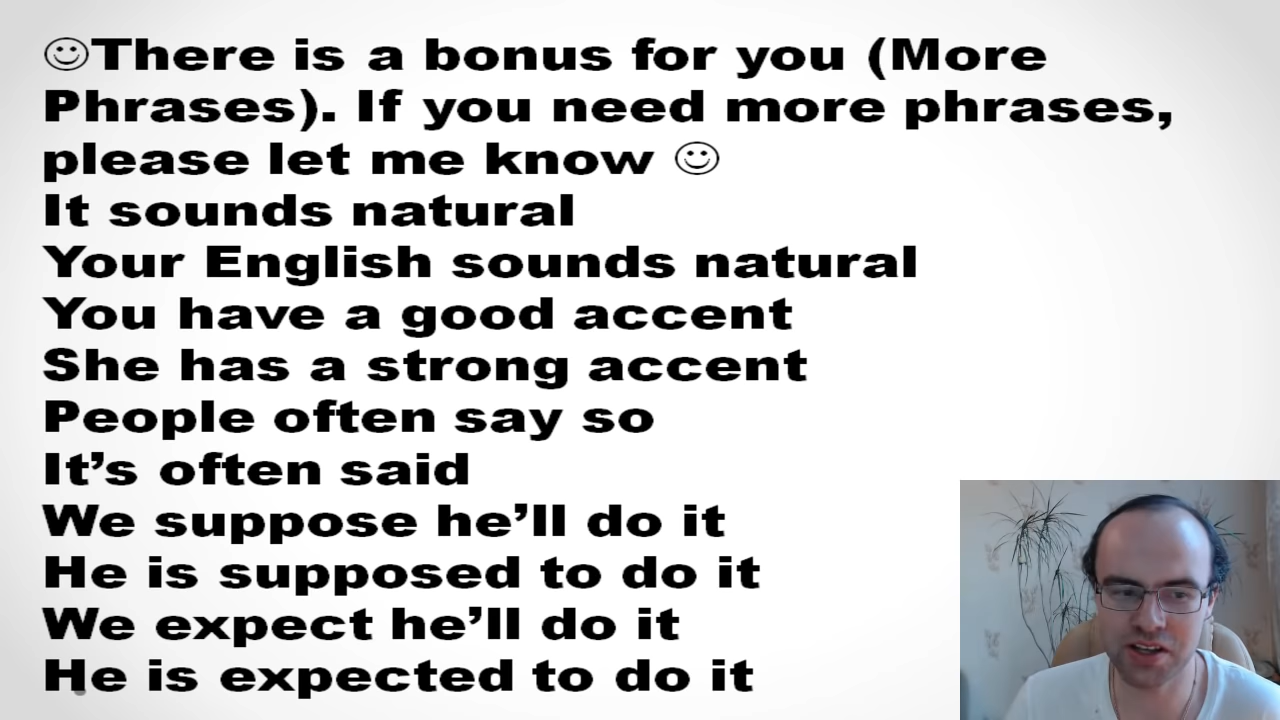 ☺There is a bonus for you (More
Phrases). If you need more phrases,
please let me know ☺
It sounds natural
Your English sounds natural
You have a good accent
She has a strong accent
People often say so
It’s often said
We suppose he’ll do it
He is supposed to do it
We expect he’ll do it
He is expected to do it